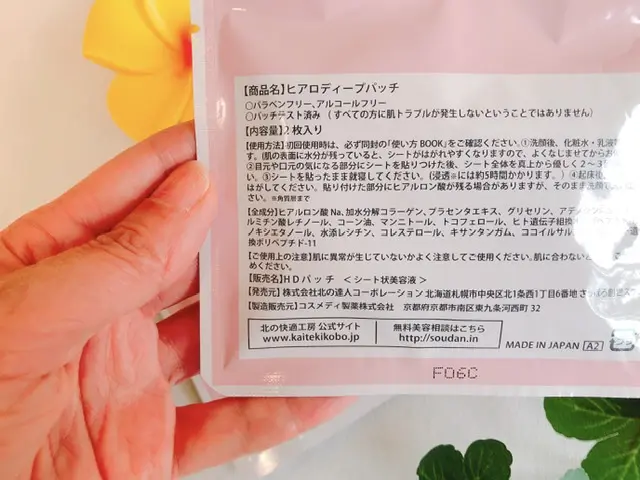 【商品名】ヒアロディープパッチ
○パラベンフリー、アルコールフリー
○パッチテスト済み (すべての方に肌トラブルが発生しないということではありません)
【内容量】2枚入り
【使用方法】初回使用時は、必ず同封の「使い方BOOK」をご確認ください。①洗顔後、化粧水・乳液
す。(肌の表面に水分が残っていると、シートがはがれやすくなりますので、よくなじませてから
②目元や口元の気になる部分にシートを貼りつけた後、シート全体を真上から優しく2〜3
い。③シートを貼ったまま就寝してください。(浸透※には約5時間かかります。) ④起床後
はがしてください。貼り付けた部分にヒアルロン酸が残る場合がありますが、そのまま洗顔
い。※角質層まで
【全成分】ヒアルロン酸Na、加水分解コラーゲン、プラセンタエキス、グリセリン、アデ
ルミチン酸レチノール、コーン油、マンニトール、トコフェロール、ヒト遺伝子組換
ノキシエタノール、水添レシチン、コレステロール、キサンタンガム、ココイルサル
換ポリペプチド-11
【ご使用上の注意】肌に異常が生じていないかよく注意してご使用ください。肌に合わない
めください。
【販売名】HDパッチ <シート状美容液>
【発売元】株式会社北の達人コーポレーション 北海道札幌市中央区北1条西1丁目6番地
【製造販売元】コスメディ製薬株式会社 京都府京都市南区東九条河西町32
北の快適工房 公式サイト
www.kaitekikobo.jp
無料美容相談はこちら
http://soudan.in
MADE IN JAPAN A2
F06C